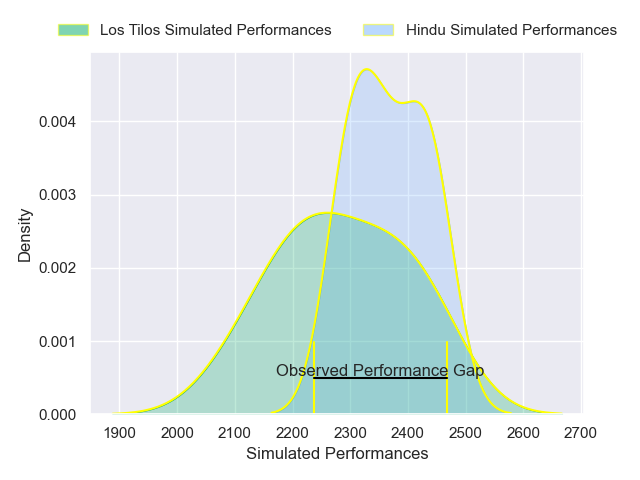 Los Tilos Simulated Performances
Hindu Simulated Performances
Density
0.004
0.003
0.002
0.001
0.000
Observed Performance Gap
1900 2000 2100 2200 2300 2400 2500 2600 2700
Simulated Performances